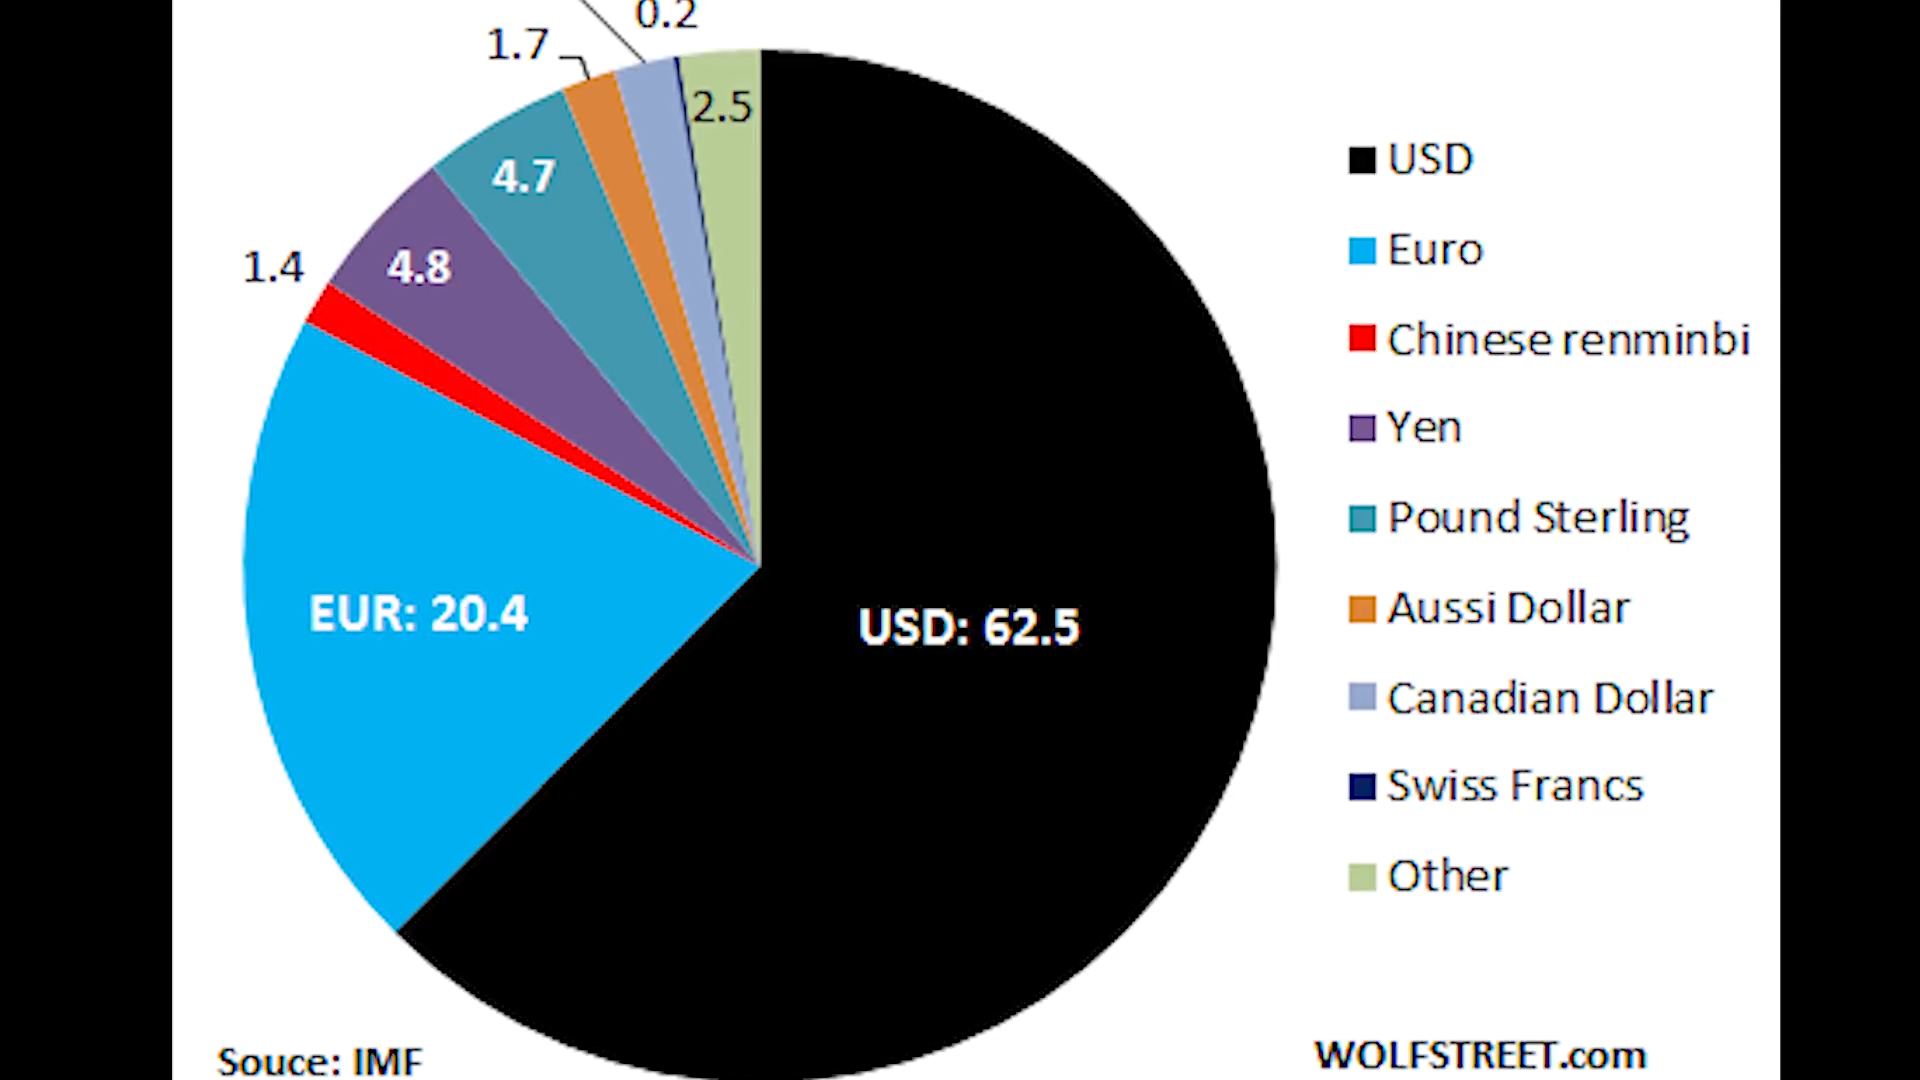 0.2
1.7
2.5
4.7
4.8
1.4
EUR: 20.4
USD: 62.5
USD
Euro
Chinese renminbi
Yen
Pound Sterling
Aussi Dollar
Canadian Dollar
Swiss Francs
Other
Souce: IMF
WOLFSTREET.com